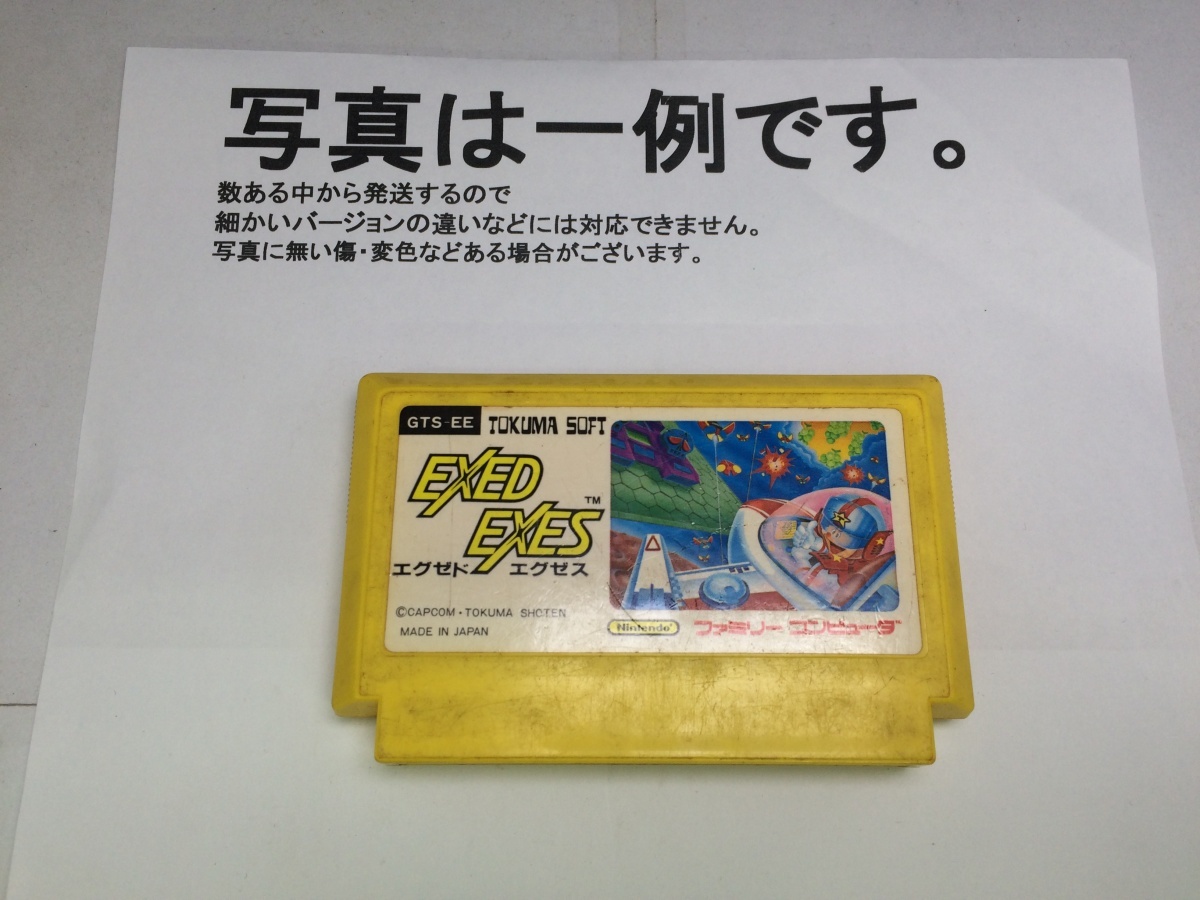 写真は一例です。
数ある中から発送するので
細かいバージョンの違いなどには対応できません。
写真に無い傷・変色などある場合がございます。
GTS-EE TOKUMA SOFT
EXED
EXES™
エグゼド エグゼス
©CAPCOM・TOKUMA SHOTEN
MADE IN JAPAN
Nintendo ファミリーコンピュータ